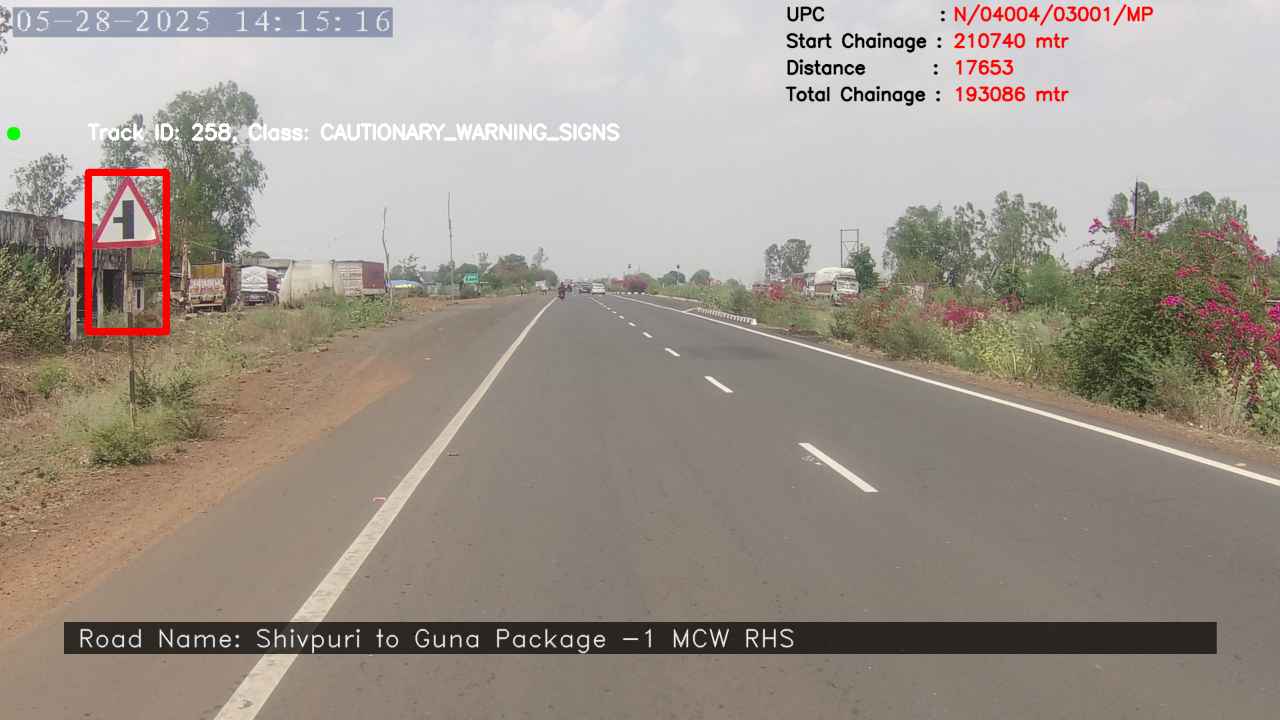 05-28-2025 14:15:16
UPC : N/04004/03001/MP
Start Chainage : 210740 mtr
Distance : 17653
Total Chainage : 193086 mtr
Track ID: 258, Class: CAUTIONARY_WARNING_SIGNS
Road Name: Shivpuri to Guna Package -1 MCW RHS